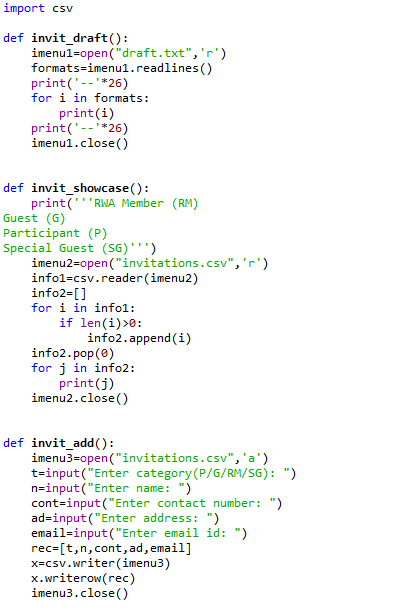 import csv

def invit_draft():
    imenu1=open("draft.txt",'r')
    formats=imenu1.readlines()
    print('--'*26)
    for i in formats:
        print(i)
    print('--'*26)
    imenu1.close()


def invit_showcase():
    print('''RWA Member (RM)
Guest (G)
Participant (P)
Special Guest (SG)''')
    imenu2=open("invitations.csv",'r')
    info1=csv.reader(imenu2)
    info2=[]
    for i in info1:
        if len(i)>0:
            info2.append(i)
    info2.pop(0)
    for j in info2:
        print(j)
    imenu2.close()


def invit_add():
    imenu3=open("invitations.csv",'a')
    t=input("Enter category(P/G/RM/SG): ")
    n=input("Enter name: ")
    cont=input("Enter contact number: ")
    ad=input("Enter address: ")
    email=input("Enter email id: ")
    rec=[t,n,cont,ad,email]
    x=csv.writer(imenu3)
    x.writerow(rec)
    imenu3.close()